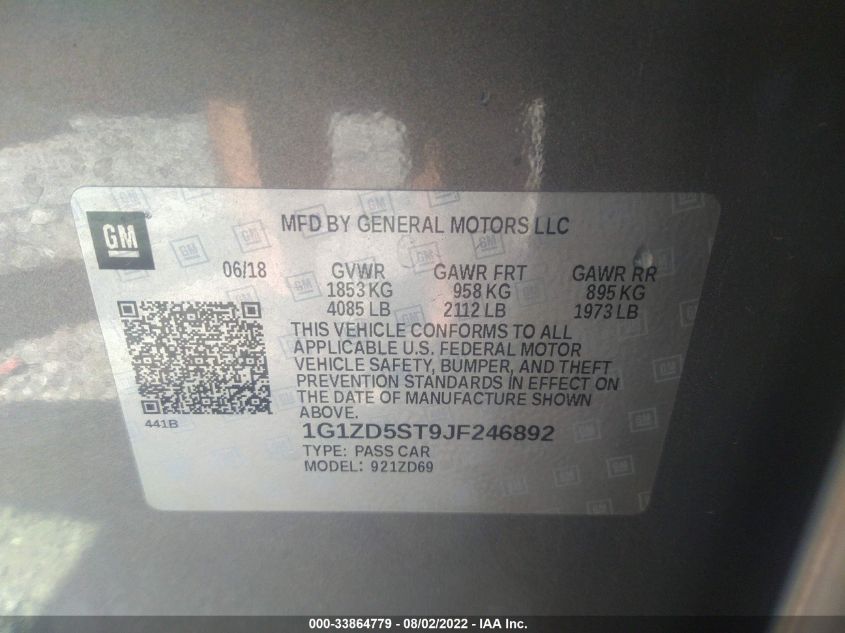 GM
MFD BY GENERAL MOTORS LLC
06/18 GVWR GAWR FRT GAWR RR
1853 KG 958 KG 895 KG
4085 LB 2112 LB 1973 LB
THIS VEHICLE CONFORMS TO ALL
APPLICABLE U.S. FEDERAL MOTOR
VEHICLE SAFETY, BUMPER, AND THEFT
PREVENTION STANDARDS IN EFFECT ON
THE DATE OF MANUFACTURE SHOWN
ABOVE.
441B
1G1ZD5ST9JF246892
TYPE: PASS CAR
MODEL: 921ZD69
000-33864779 - 08/02/2022 - IAA Inc.